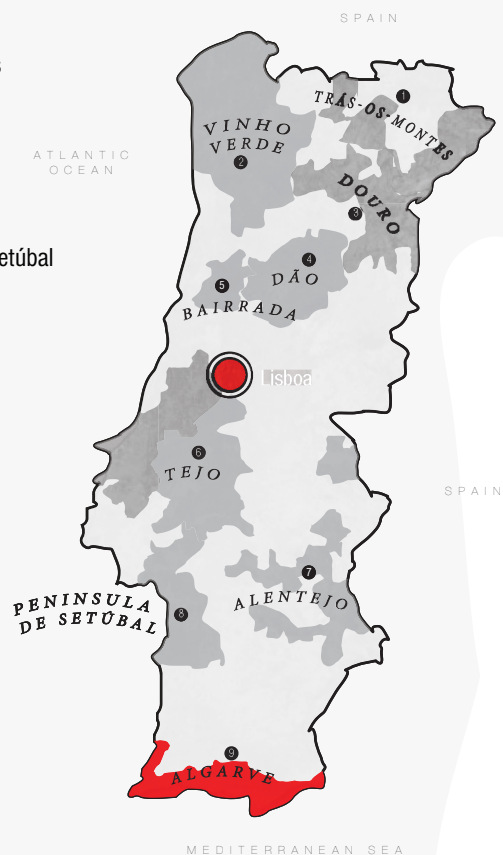 SPAIN
s
1
TRÁS-OS-MONTES
VINHO
VERDE
2
ATLANTIC
OCEAN
DOURO
3
etúbal
4
DÃO
5
BAIRRADA
Lisboa
6
TEJO
SPAIN
7
ALENTEJO
PENINSULA
DE SETÚBAL
8
9
ALGARVE
MEDITERRANEAN SEA